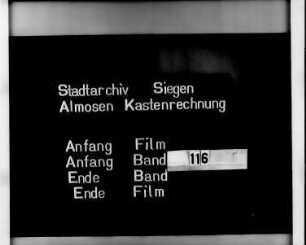 Stadtarchiv Siegen
Almosen Kastenrechnung
Anfang Film
Anfang Band 116
Ende Band
Ende Film